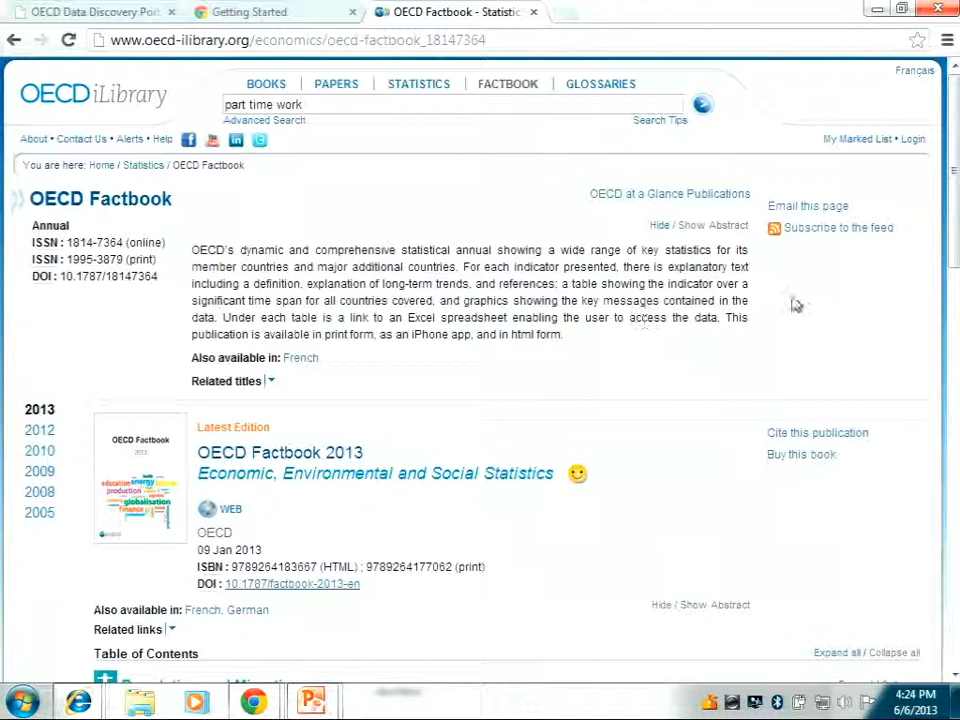 OECD Data Discovery Po
Getting Started
OECD Factbook - Statistic
www.oecd-ilibrary.org/economics/oecd-factbook_18147364
Français
OECD iLibrary
BOOKS | PAPERS | STATISTICS | FACTBOOK | GLOSSARIES
part time work
Advanced Search
Search Tips
About • Contact Us • Alerts • Help
My Marked List • Login
You are here: Home / Statistics / OECD Factbook
OECD Factbook
OECD at a Glance Publications
Email this page
Subscribe to the feed
Annual
ISSN : 1814-7364 (online)
ISSN : 1995-3879 (print)
DOI : 10.1787/18147364
Hide / Show Abstract
OECD's dynamic and comprehensive statistical annual showing a wide range of key statistics for its
member countries and major additional countries. For each indicator presented, there is explanatory text
including a definition, explanation of long-term trends, and references; a table showing the indicator over a
significant time span for all countries covered, and graphics showing the key messages contained in the
data. Under each table is a link to an Excel spreadsheet enabling the user to access the data. This
publication is available in print form, as an iPhone app, and in html form.
Also available in: French
Related titles
2013
2012
2010
2009
2008
2005
OECD Factbook
2013
education energy
production
globalisation
finance
OECD
Latest Edition
OECD Factbook 2013
Economic, Environmental and Social Statistics
WEB
OECD
09 Jan 2013
ISBN : 9789264183667 (HTML) ; 9789264177062 (print)
DOI : 10.1787/factbook-2013-en
Cite this publication
Buy this book
Hide / Show Abstract
Also available in: French, German
Related links
Table of Contents
Expand all / Collapse all
4:24 PM
6/6/2013